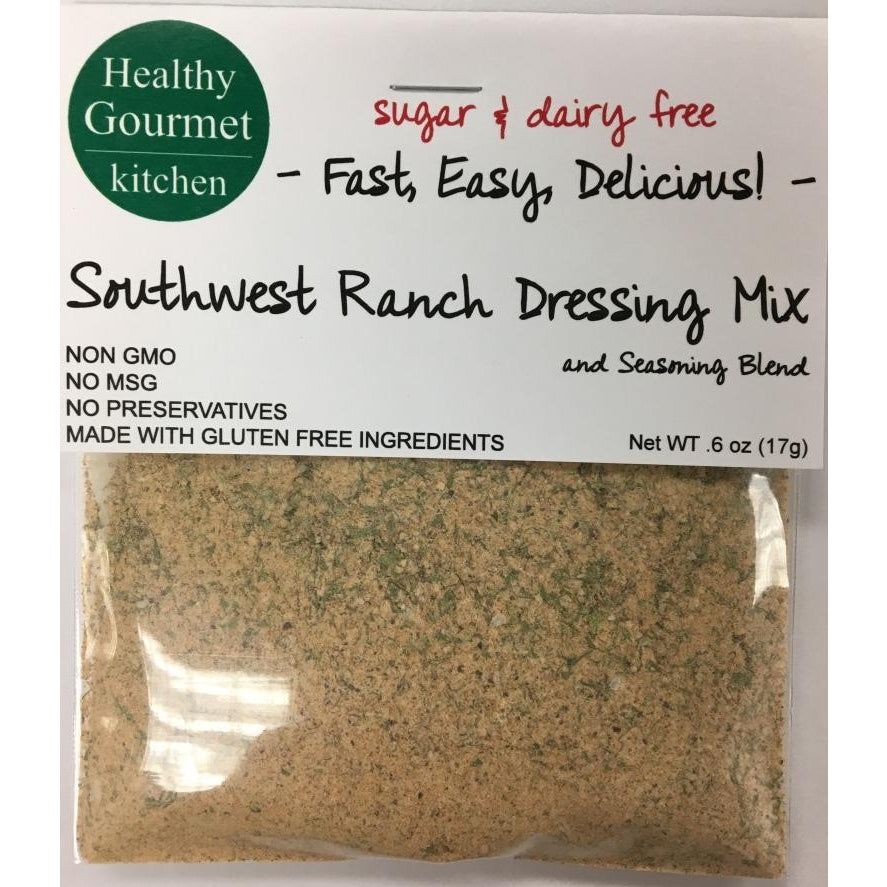 Healthy
Gourmet
kitchen
sugar & dairy free
- Fast, Easy, Delicious! -
Southwest Ranch Dressing Mix
and Seasoning Blend
NON GMO
NO MSG
NO PRESERVATIVES
MADE WITH GLUTEN FREE INGREDIENTS
Net WT .6 oz (17g)